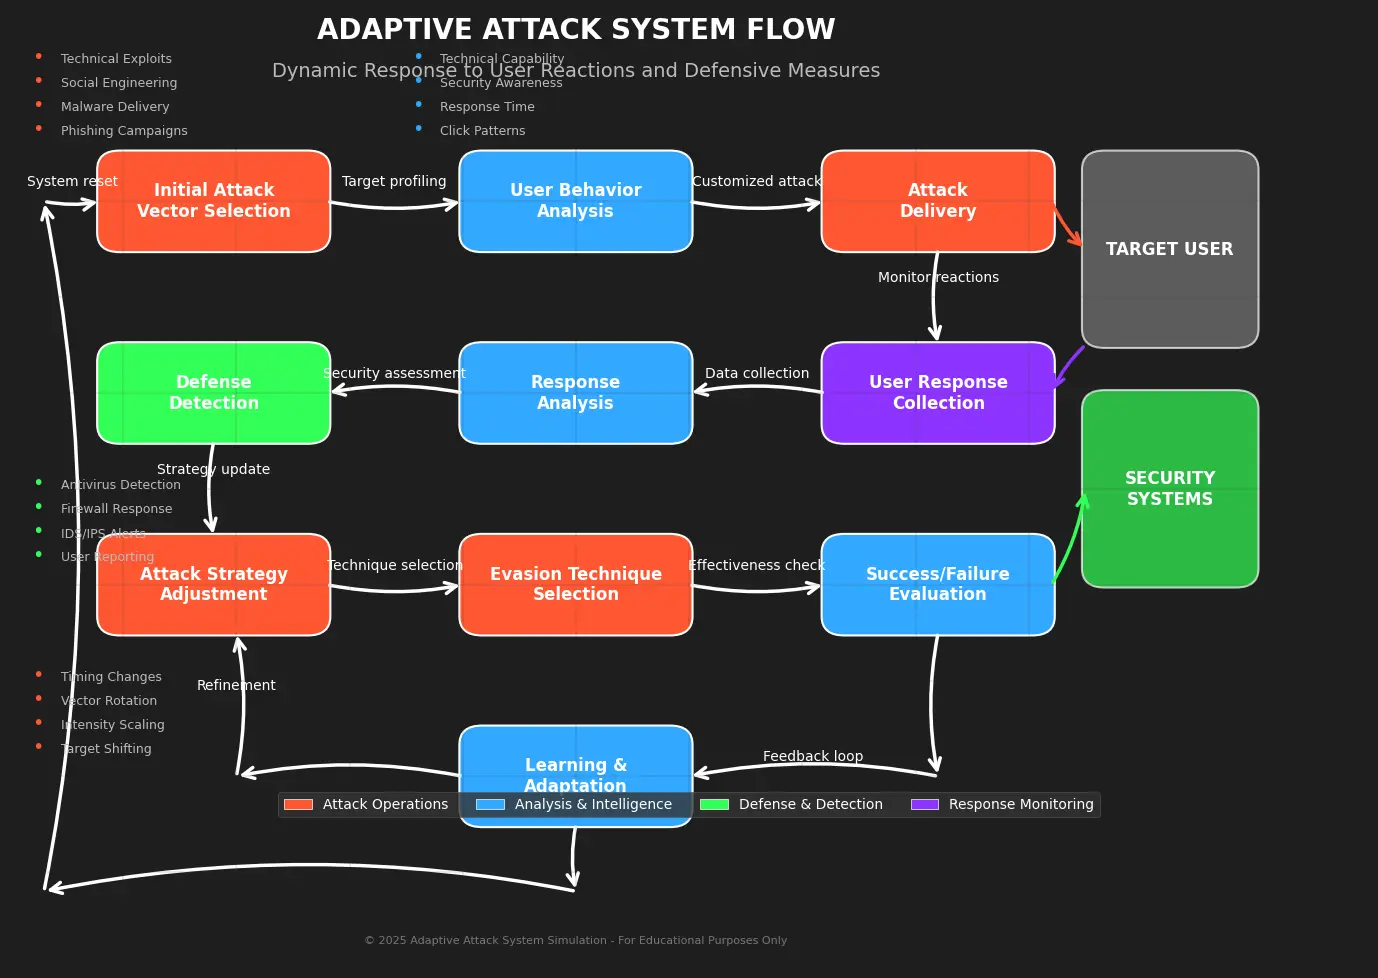 ADAPTIVE ATTACK SYSTEM FLOW
Dynamic Response to User Reactions and Defensive Measures
Technical Exploits
Social Engineering
Malware Delivery
Phishing Campaigns
Technical Capability
Security Awareness
Response Time
Click Patterns
System reset
Initial Attack
Vector Selection
Target profiling
User Behavior
Analysis
Customized attack
Attack
Delivery
TARGET USER
Monitor reactions
Defense
Detection
Security assessment
Response
Analysis
Data collection
User Response
Collection
SECURITY
SYSTEMS
Strategy update
Antivirus Detection
Firewall Response
IDS/IPS Alerts
User Reporting
Attack Strategy
Adjustment
Technique selection
Evasion Technique
Selection
Effectiveness check
Success/Failure
Evaluation
Timing Changes
Vector Rotation
Intensity Scaling
Target Shifting
Refinement
Learning &
Adaptation
Feedback loop
Attack Operations
Analysis & Intelligence
Defense & Detection
Response Monitoring
© 2025 Adaptive Attack System Simulation - For Educational Purposes Only